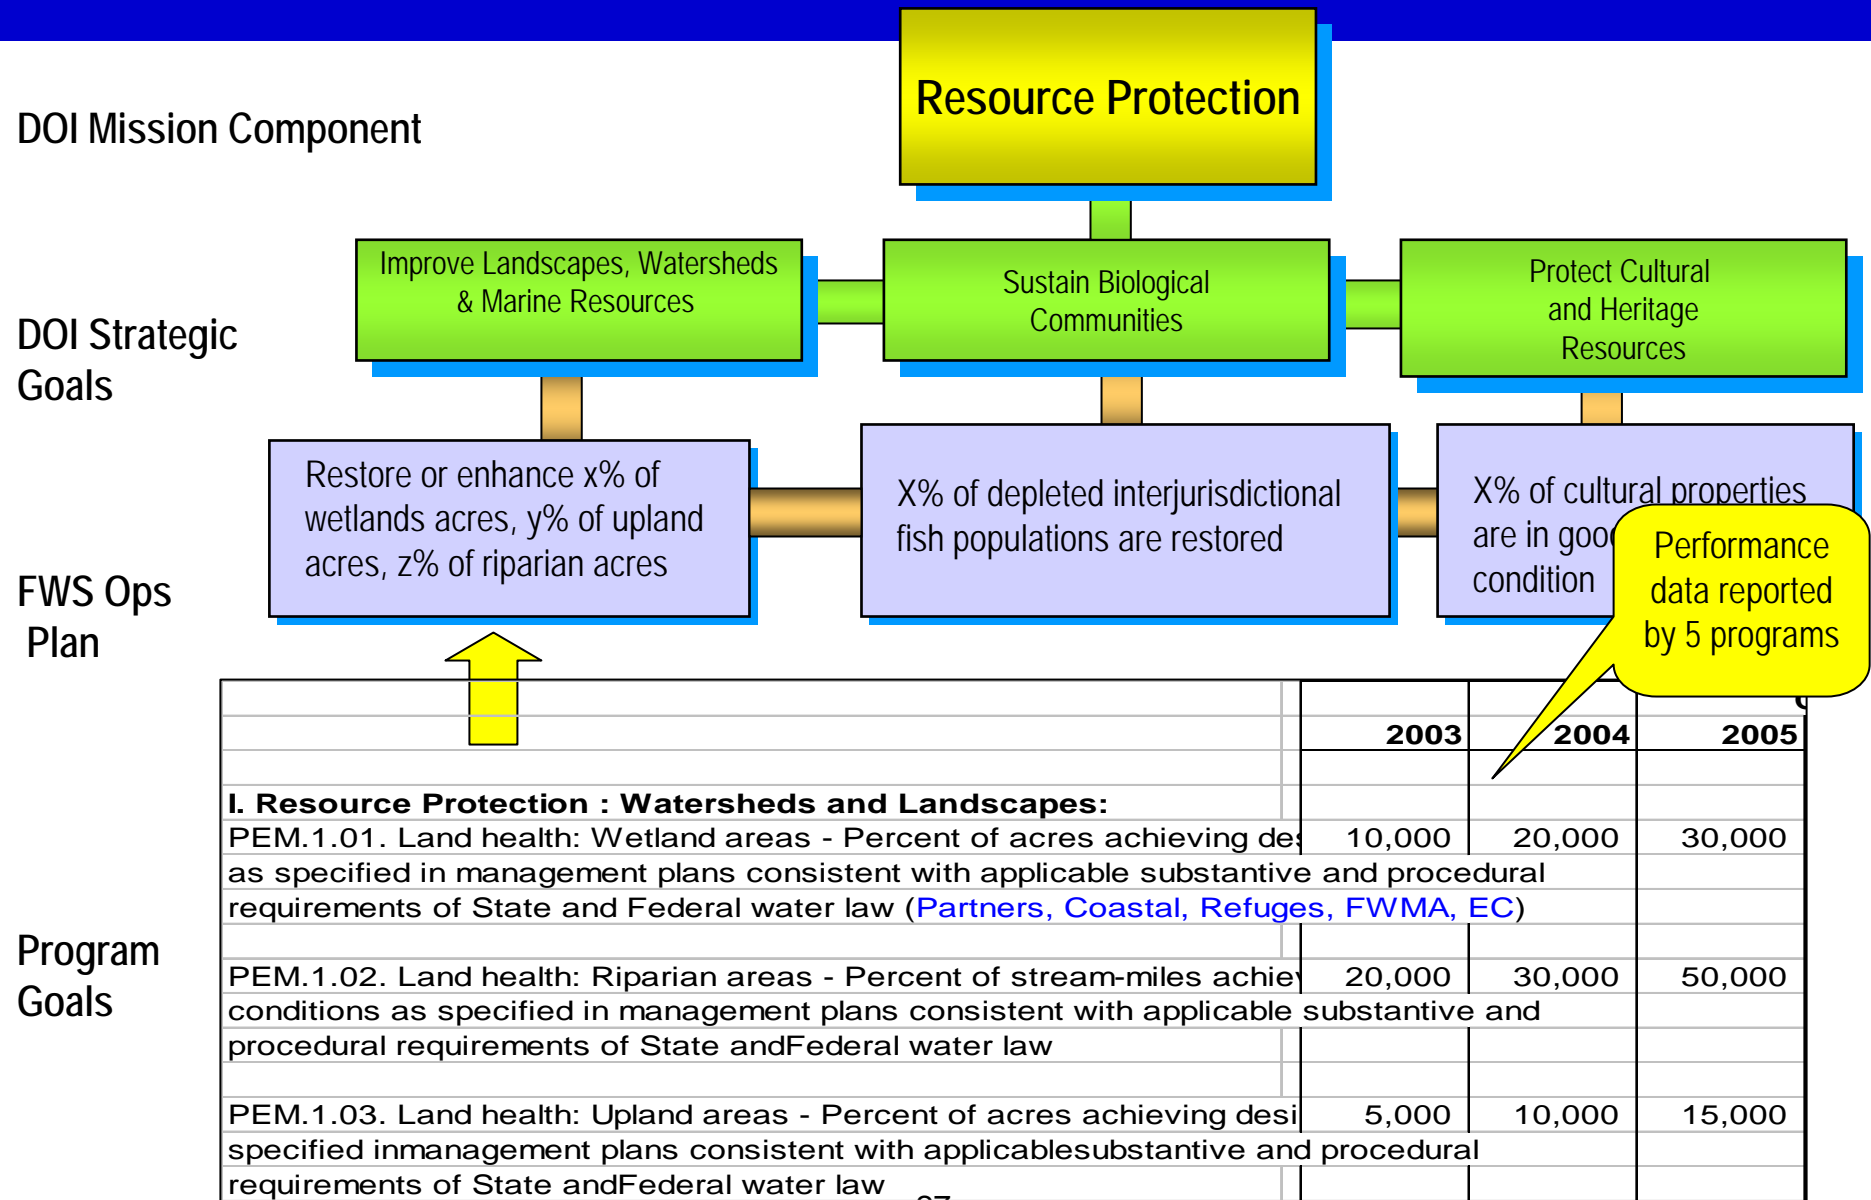 Resource Protection
DOI Mission Component
Improve Landscapes, Watersheds
& Marine Resources
Sustain Biological
Communities
Protect Cultural
and Heritage
Resources
DOI Strategic
Goals
Restore or enhance x% of
wetlands acres, y% of upland
acres, z% of riparian acres
X% of depleted interjurisdictional
fish populations are restored
X% of cultural properties
are in good
condition
Performance
data reported
by 5 programs
FWS Ops
Plan
2003 2004 2005
I. Resource Protection : Watersheds and Landscapes:
PEM.1.01. Land health: Wetland areas - Percent of acres achieving des 10,000 20,000 30,000
as specified in management plans consistent with applicable substantive and procedural
requirements of State and Federal water law (Partners, Coastal, Refuges, FWMA, EC)
Program
Goals
PEM.1.02. Land health: Riparian areas - Percent of stream-miles achiev 20,000 30,000 50,000
conditions as specified in management plans consistent with applicable substantive and
procedural requirements of State andFederal water law
PEM.1.03. Land health: Upland areas - Percent of acres achieving desi 5,000 10,000 15,000
specified inmanagement plans consistent with applicablesubstantive and procedural
requirements of State andFederal water law